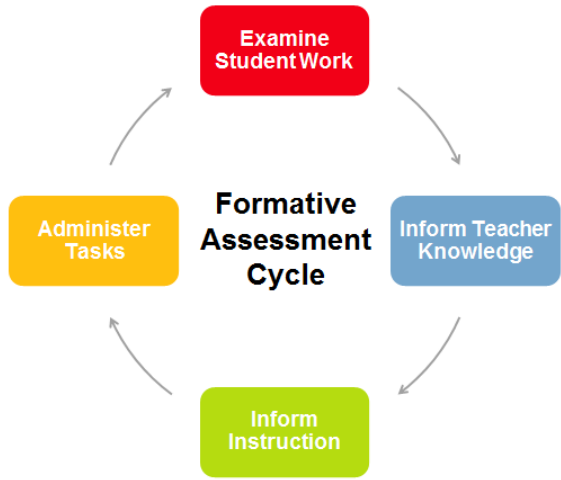 Examine
Student Work
Administer
Tasks
Formative
Assessment
Cycle
Inform Teacher
Knowledge
Inform
Instruction